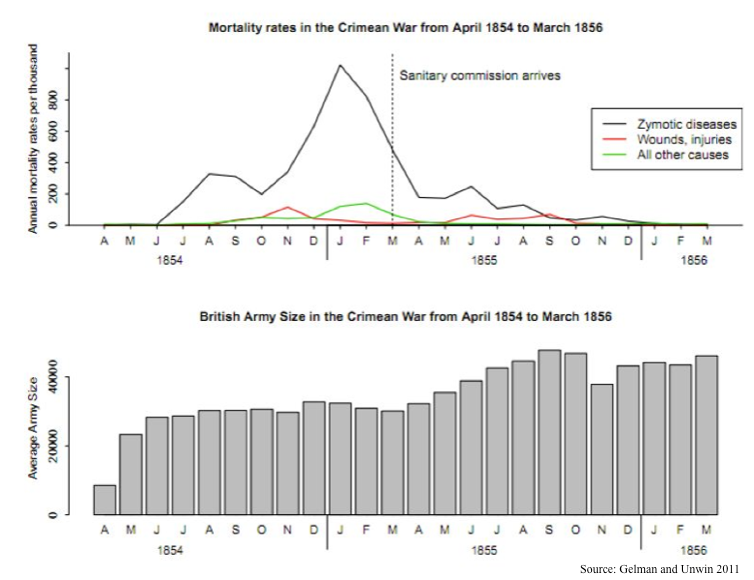 Mortality rates in the Crimean War from April 1854 to March 1856
Annual mortality rates per thousand
800
600
400
200
0
Sanitary commission arrives
Zymotic diseases
Wounds, injuries
All other causes
A M J J A S O N D J F M A M J J A S O N D J F M
1854 1855 1856
British Army Size in the Crimean War from April 1854 to March 1856
Average Army Size
40000
20000
0
A M J J A S O N D J F M A M J J A S O N D J F M
1854 1855 1856
Source: Gelman and Unwin 2011